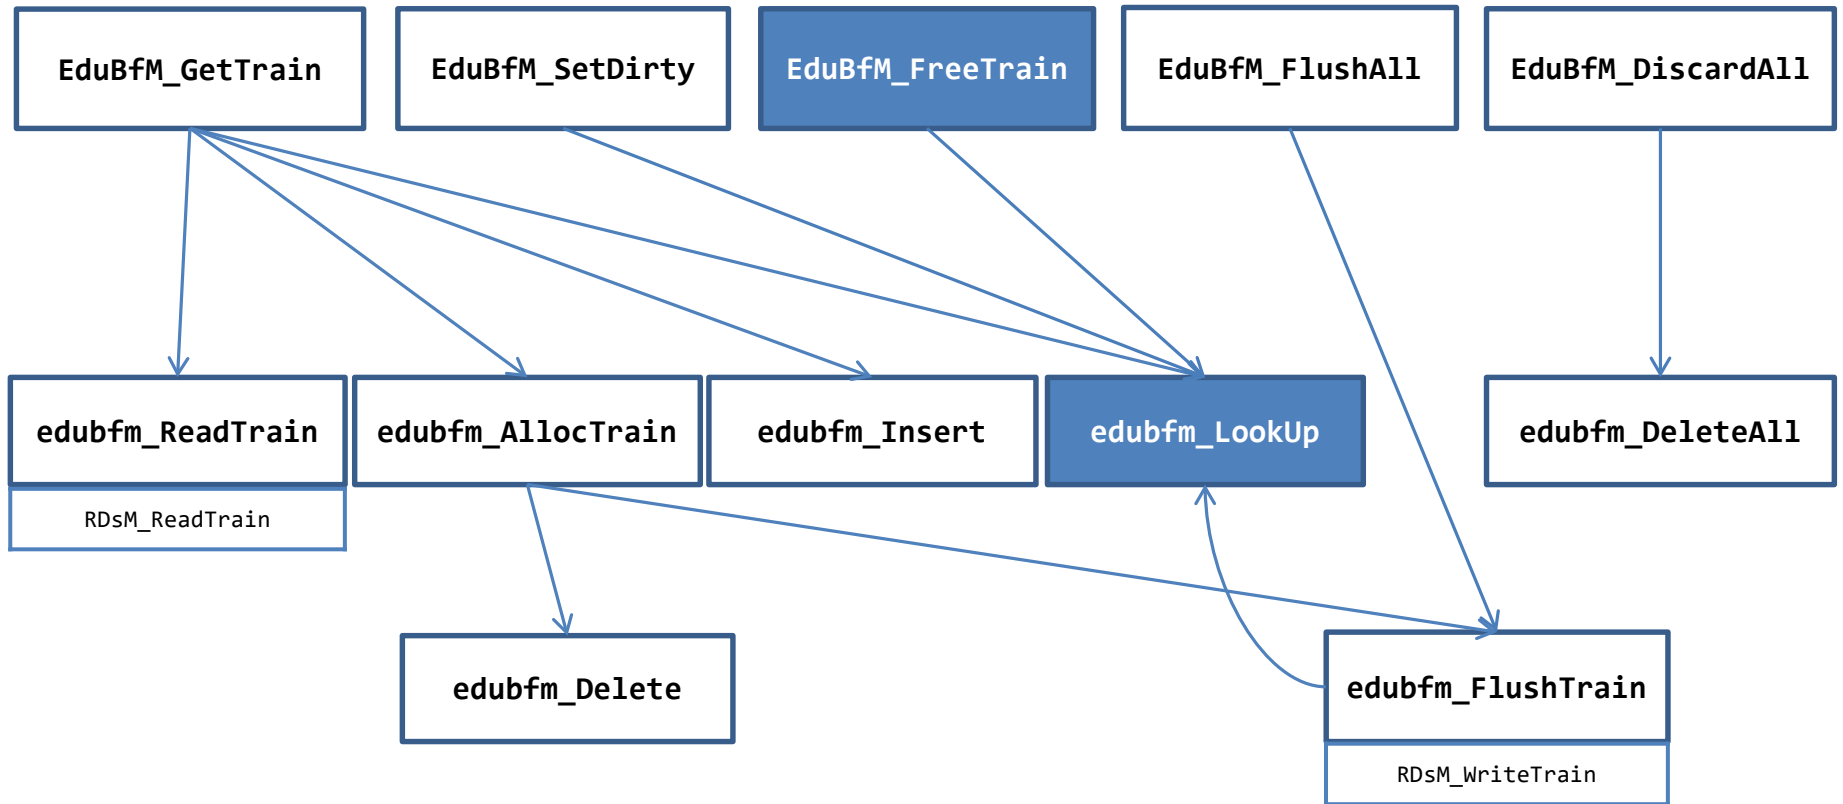 EduBfM_GetTrain
EduBfM_SetDirty
EduBfM_FreeTrain
EduBfM_FlushAll
EduBfM_DiscardAll
edubfm_ReadTrain
edubfm_AllocTrain
edubfm_Insert
edubfm_LookUp
edubfm_DeleteAll
RDsM_ReadTrain
edubfm_Delete
edubfm_FlushTrain
RDsM_WriteTrain